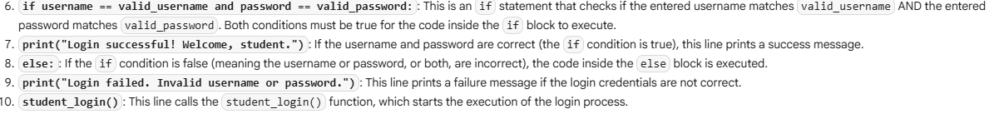 6. if username == valid_username and password == valid_password: : This is an if statement that checks if the entered username matches valid_username AND the entered
password matches valid_password. Both conditions must be true for the code inside the if block to execute.
7. print("Login successful! Welcome, student."): If the username and password are correct (the if condition is true), this line prints a success message.
8. else: : If the if condition is false (meaning the username or password, or both, are incorrect), the code inside the else block is executed.
9. print("Login failed. Invalid username or password."): This line prints a failure message if the login credentials are not correct.
10. student_login(): This line calls the student_login() function, which starts the execution of the login process.